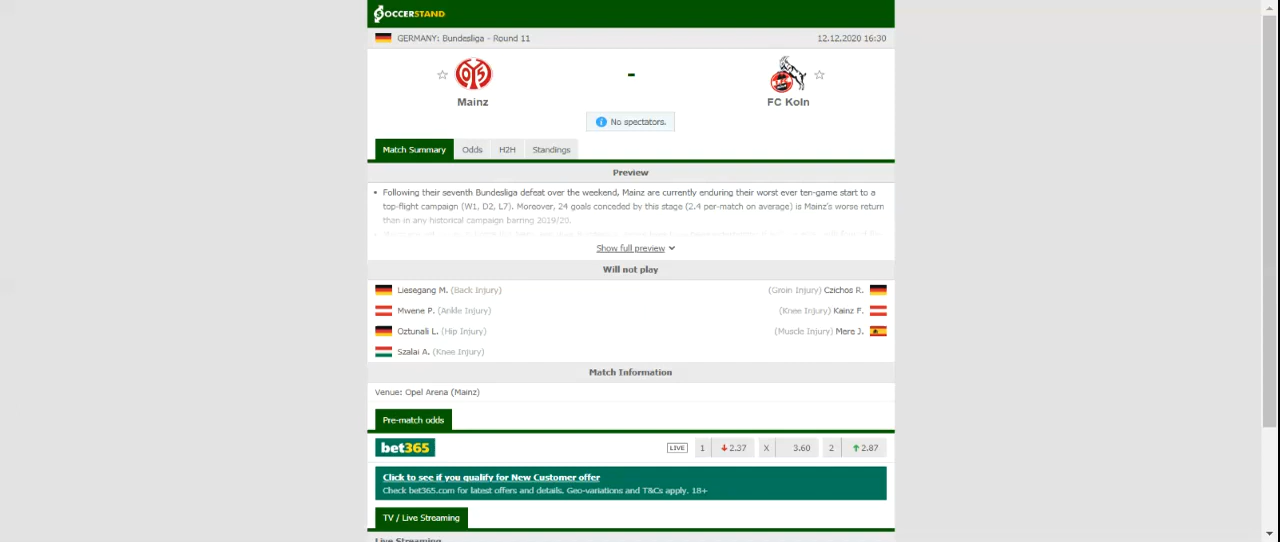 SOCCERSTAND
GERMANY: Bundesliga - Round 11 12.12.2020 16:30
-
Mainz FC Koln
No spectators.
Match Summary Odds H2H Standings
Preview
Following their seventh Bundesliga defeat over the weekend, Mainz are currently enduring their worst ever ten-game start to a
top-flight campaign (W1, D2, L7). Moreover, 24 goals conceded by this stage (2.4 per-match on average) is Mainz's worse return
than in any historical campaign barring 2019/20.
Show full preview
Will not play
Liesegang M. (Back Injury) (Groin Injury) Czichos R.
Mwene P. (Ankle Injury) (Knee Injury) Kainz F.
Oztunali L. (Hip Injury) (Muscle Injury) Mere J.
Szalai A. (Knee Injury)
Match Information
Venue: Opel Arena (Mainz)
Pre-match odds
bet365 LIVE 1 2.37 X 3.60 2 2.87
Click to see if you qualify for New Customer offer
Check bet365.com for latest offers and details. Geo-variations and T&Cs apply. 18+
TV / Live Streaming
Live Streaming